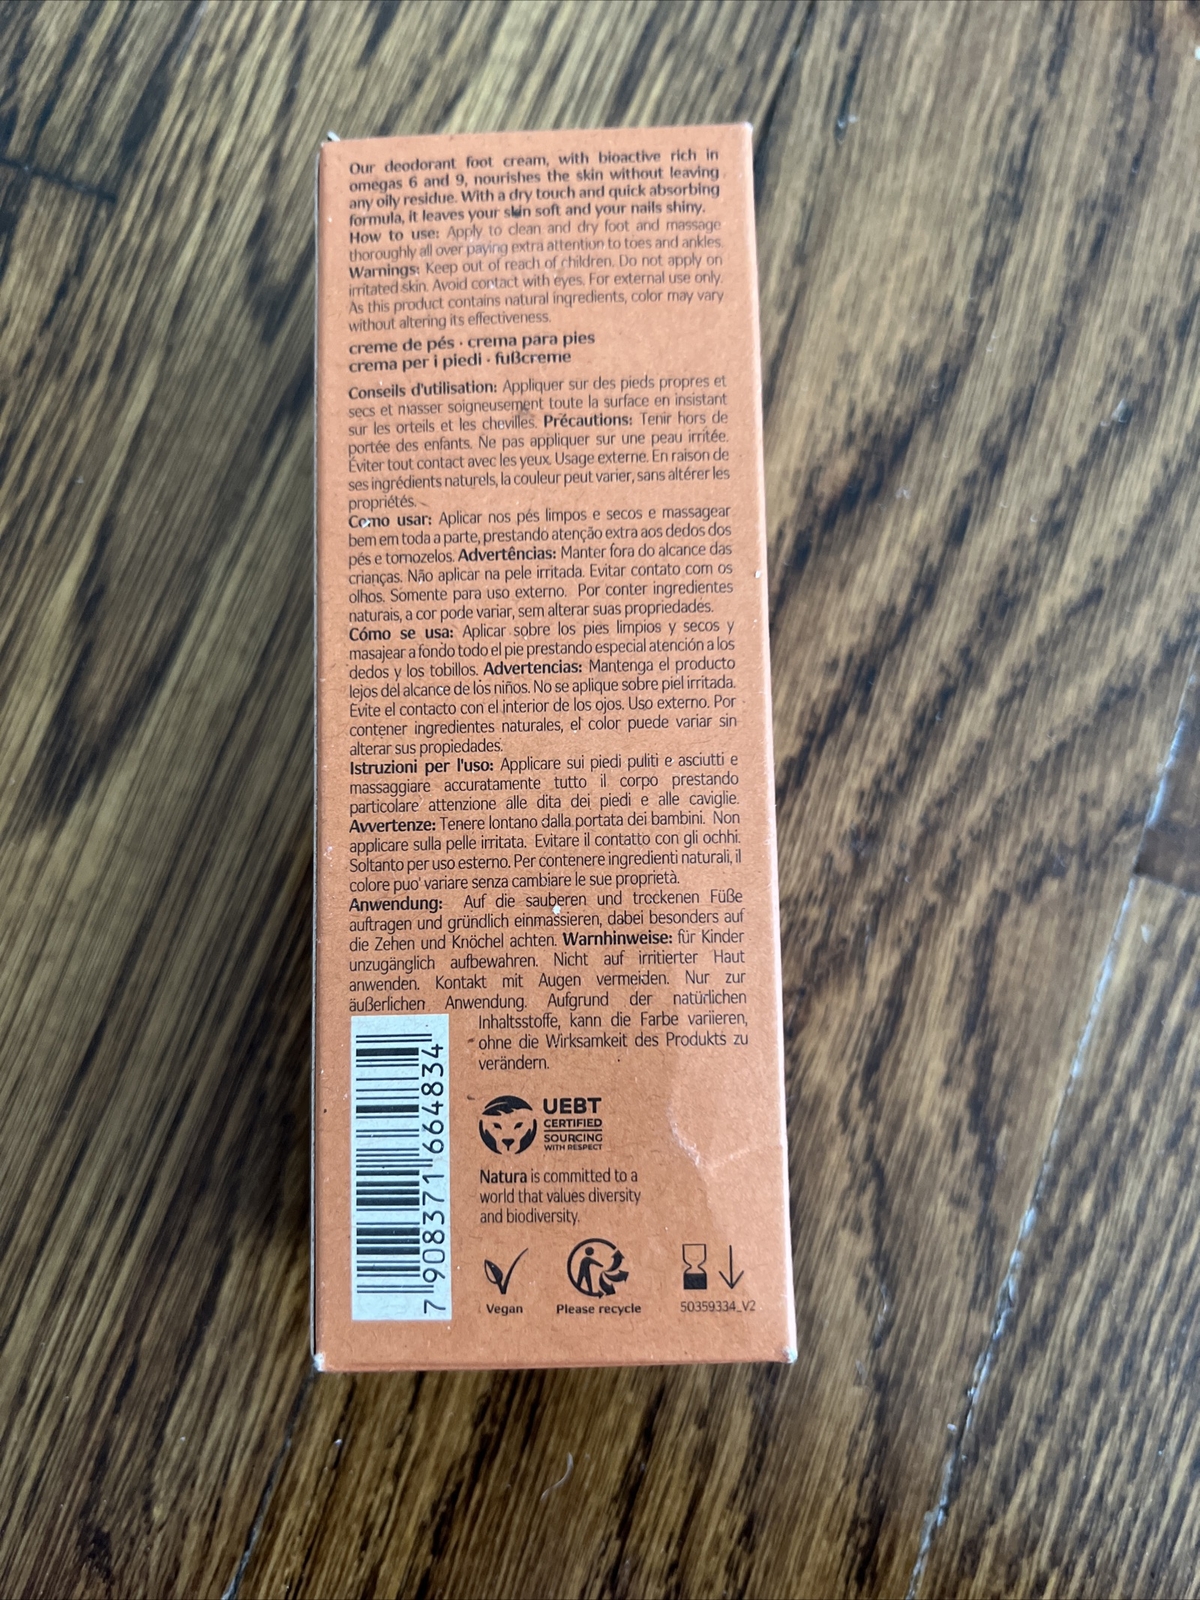 Our deodorant foot cream, with bioactive rich in
omegas 6 and 9, nourishes the skin without leaving
any oily residue. With a dry touch and quick absorbing
formula, it leaves your skin soft and your nails shiny.
How to use: Apply to clean and dry foot and massage
thoroughly all over paying extra attention to toes and ankles.
Warnings: Keep out of reach of children. Do not apply on
irritated skin. Avoid contact with eyes. For external use only.
As this product contains natural ingredients, color may vary
without altering its effectiveness.
creme de pés · crema para pies
crema per i piedi · fußcreme
Conseils d'utilisation: Appliquer sur des pieds propres et
secs et masser soigneusement toute la surface en insistant
sur les orteils et les chevilles. Précautions: Tenir hors de
portée des enfants. Ne pas appliquer sur une peau irritée.
Éviter tout contact avec les yeux. Usage externe. En raison de
ses ingrédients naturels, la couleur peut varier, sans altérer les
propriétés.
Como usar: Aplicar nos pés limpos e secos e massagear
bem em toda a parte, prestando atenção extra aos dedos dos
pés e tornozelos. Advertências: Manter fora do alcance das
crianças. Não aplicar na pele irritada. Evitar contato com os
olhos. Somente para uso externo. Por conter ingredientes
naturais, a cor pode variar, sem alterar suas propriedades.
Cómo se usa: Aplicar sobre los pies limpios y secos y
masajear a fondo todo el pie prestando especial atención a los
dedos y los tobillos. Advertencias: Mantenga el producto
lejos del alcance de los niños. No se aplique sobre piel irritada.
Evite el contacto con el interior de los ojos. Uso externo. Por
contener ingredientes naturales, el color puede variar sin
alterar sus propiedades.
Istruzioni per l'uso: Applicare sui piedi puliti e asciutti e
massaggiare accuratamente tutto il corpo prestando
particolare attenzione alle dita dei piedi e alle caviglie.
Avvertenze: Tenere lontano dalla portata dei bambini. Non
applicare sulla pelle irritata. Evitare il contatto con gli ochhi.
Soltanto per uso esterno. Per contenere ingredienti naturali, il
colore puo' variare senza cambiare le sue proprietà.
Anwendung: Auf die sauberen und trockenen Füße
auftragen und gründlich einmassieren, dabei besonders auf
die Zehen und Knöchel achten. Warnhinweise: für Kinder
unzugänglich aufbewahren. Nicht auf irritierter Haut
anwenden. Kontakt mit Augen vermeiden. Nur zur
äußerlichen Anwendung. Aufgrund der natürlichen
Inhaltsstoffe, kann die Farbe variieren,
ohne die Wirksamkeit des Produkts zu
verändern.
7 908371 664834
UEBT
CERTIFIED
SOURCING
WITH RESPECT
Natura is committed to a
world that values diversity
and biodiversity.
Vegan
Please recycle
50359334_V2